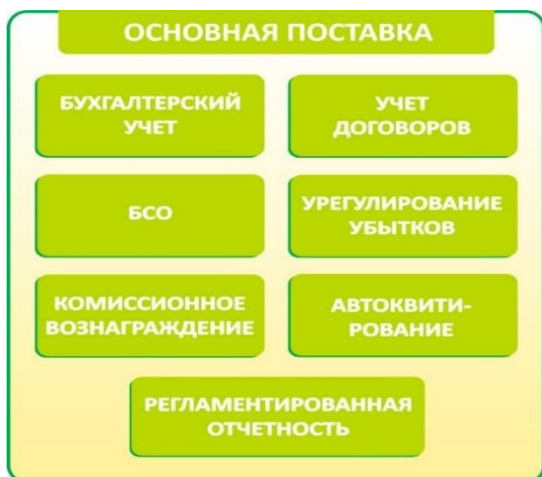 ОСНОВНАЯ ПОСТАВКА
БУХГАЛТЕРСКИЙ
УЧЕТ
УЧЕТ
ДОГОВОРОВ
БСО
УРЕГУЛИРОВАНИЕ
УБЫТКОВ
КОМИССИОННОЕ
ВОЗНАГРАЖДЕНИЕ
АВТОКВИТИ-
РОВАНИЕ
РЕГЛАМЕНТИРОВАННАЯ
ОТЧЕТНОСТЬ